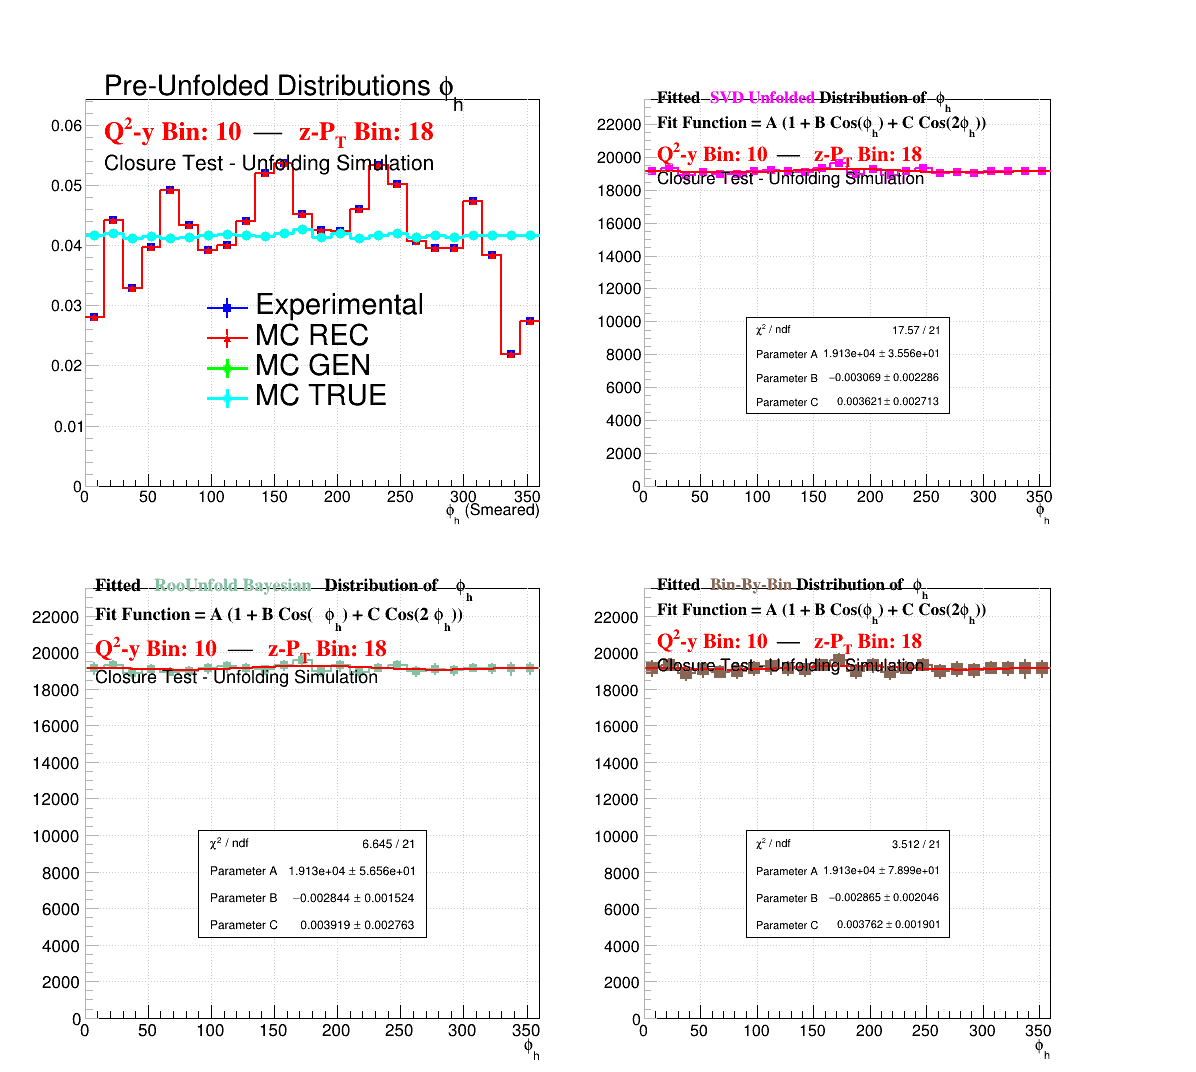 Pre-Unfolded Distributions ϕh
Q2-y Bin: 10 — z-PT Bin: 18
Closure Test - Unfolding Simulation
0.06
0.05
0.04
0.03
0.02
0.01
0
Experimental
MC REC
MC GEN
MC TRUE
0 50 100 150 200 250 300 350
ϕh (Smeared)
Fitted SVD Unfolded Distribution of ϕh
Fit Function = A (1 + B Cos(ϕh) + C Cos(2ϕh))
Q2-y Bin: 10 — z-PT Bin: 18
Closure Test - Unfolding Simulation
22000
20000
18000
16000
14000
12000
10000
8000
6000
4000
2000
0
χ2 / ndf 17.57 / 21
Parameter A 1.913e+04 ± 3.556e+01
Parameter B −0.003069 ± 0.002286
Parameter C 0.003621 ± 0.002713
0 50 100 150 200 250 300 350
ϕh
Fitted RooUnfold Bayesian Distribution of ϕh
Fit Function = A (1 + B Cos( ϕh) + C Cos(2 ϕh))
Q2-y Bin: 10 — z-PT Bin: 18
Closure Test - Unfolding Simulation
22000
20000
18000
16000
14000
12000
10000
8000
6000
4000
2000
0
χ2 / ndf 6.645 / 21
Parameter A 1.913e+04 ± 5.656e+01
Parameter B −0.002844 ± 0.001524
Parameter C 0.003919 ± 0.002763
0 50 100 150 200 250 300 350
ϕh
Fitted Bin-By-Bin Distribution of ϕh
Fit Function = A (1 + B Cos(ϕh) + C Cos(2ϕh))
Q2-y Bin: 10 — z-PT Bin: 18
Closure Test - Unfolding Simulation
22000
20000
18000
16000
14000
12000
10000
8000
6000
4000
2000
0
χ2 / ndf 3.512 / 21
Parameter A 1.913e+04 ± 7.899e+01
Parameter B −0.002865 ± 0.002046
Parameter C 0.003762 ± 0.001901
0 50 100 150 200 250 300 350
ϕh